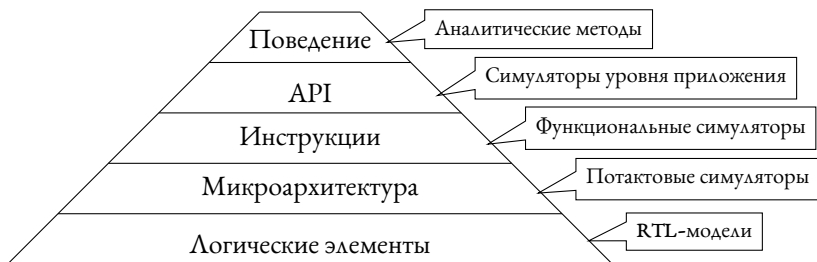 Поведение
Аналитические методы
API
Симуляторы уровня приложения
Инструкции
Функциональные симуляторы
Микроархитектура
Потактовые симуляторы
Логические элементы
RTL-модели